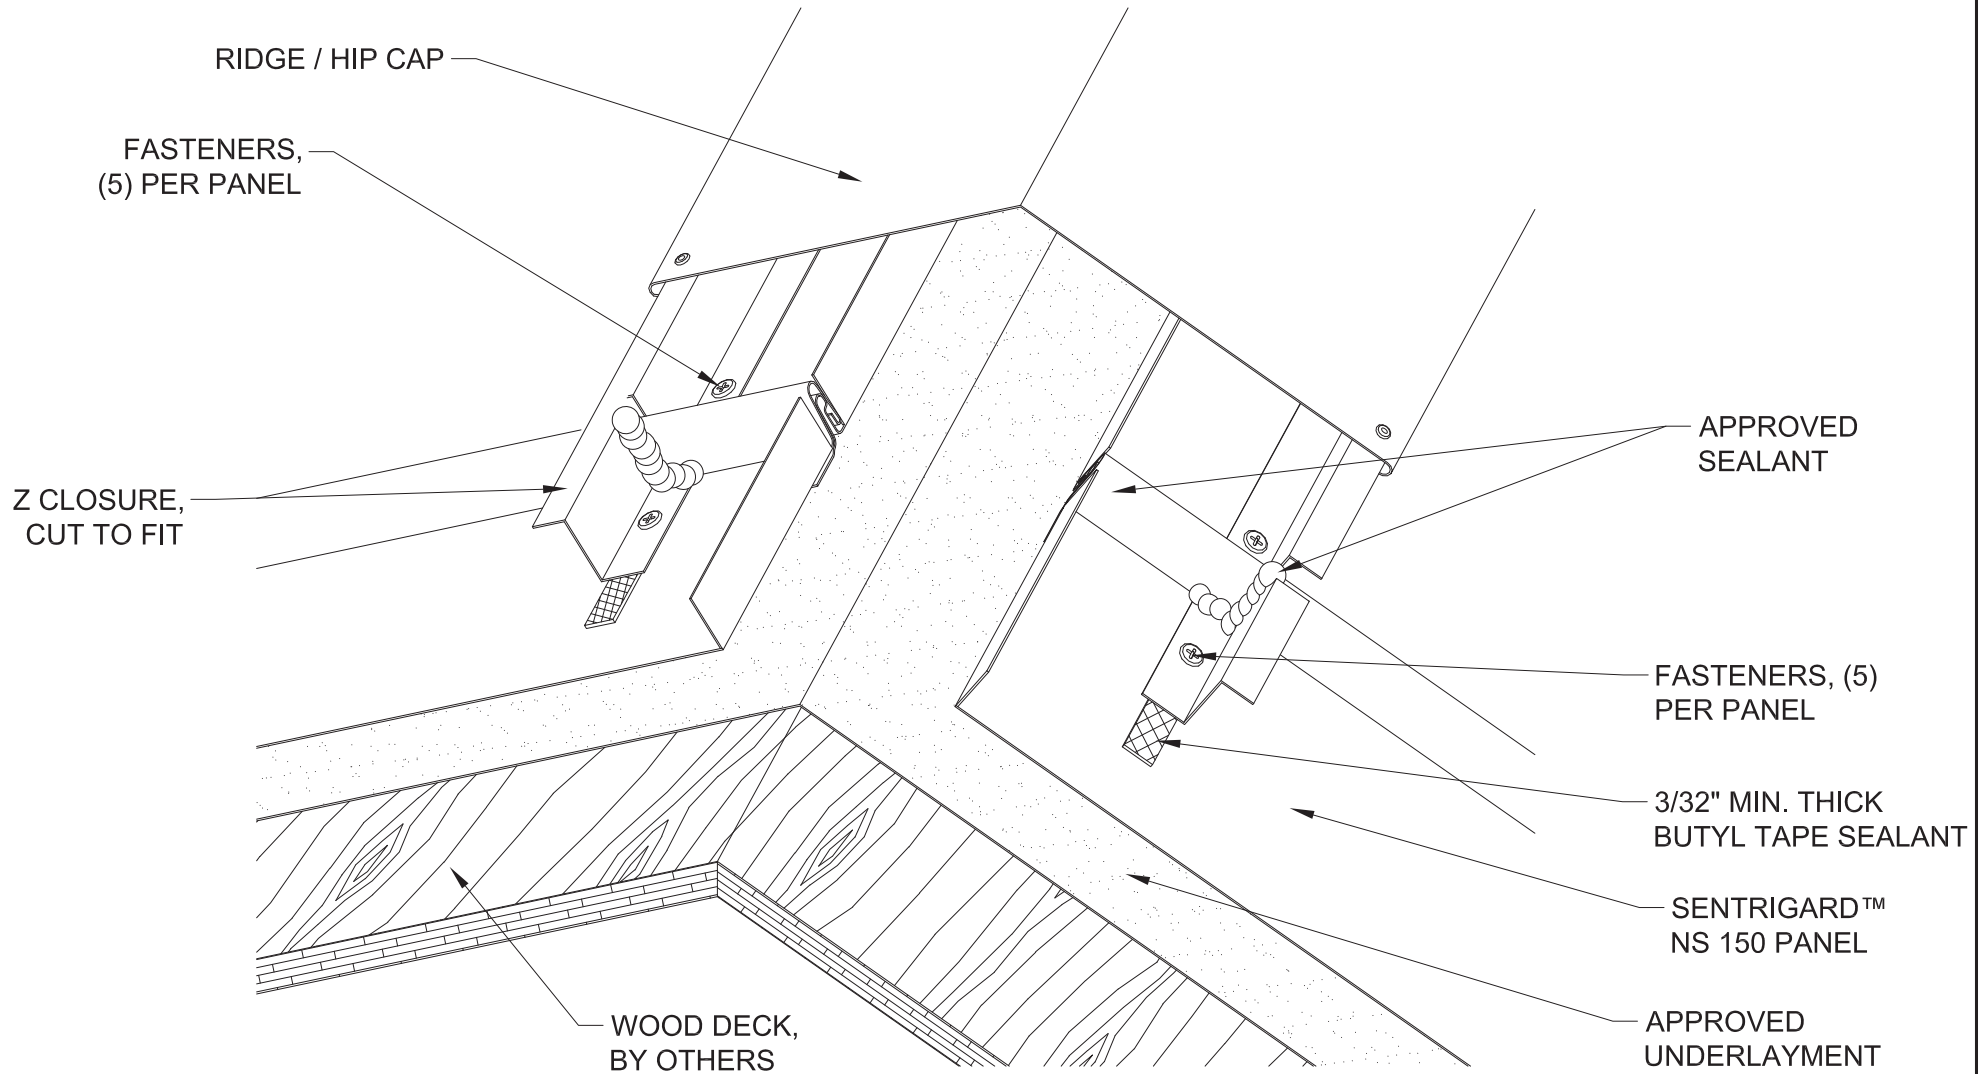 RIDGE / HIP CAP
FASTENERS,
(5) PER PANEL
Z CLOSURE,
CUT TO FIT
APPROVED
SEALANT
FASTENERS, (5)
PER PANEL
3/32" MIN. THICK
BUTYL TAPE SEALANT
SENTRIGARD™
NS 150 PANEL
APPROVED
UNDERLAYMENT
WOOD DECK,
BY OTHERS